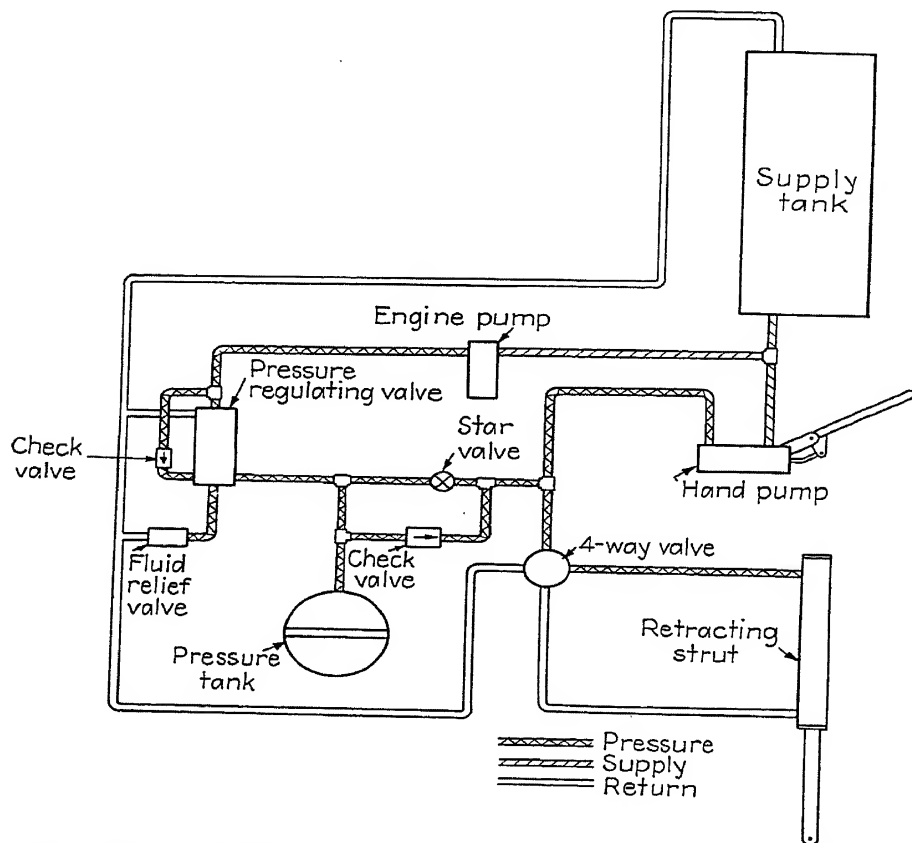 Supply
tank
Engine pump
Pressure
regulating valve
Star
valve
Check
valve
Hand pump
Fluid
relief
valve
Check
valve
4-way valve
Pressure
tank
Retracting
strut
Pressure
Supply
Return